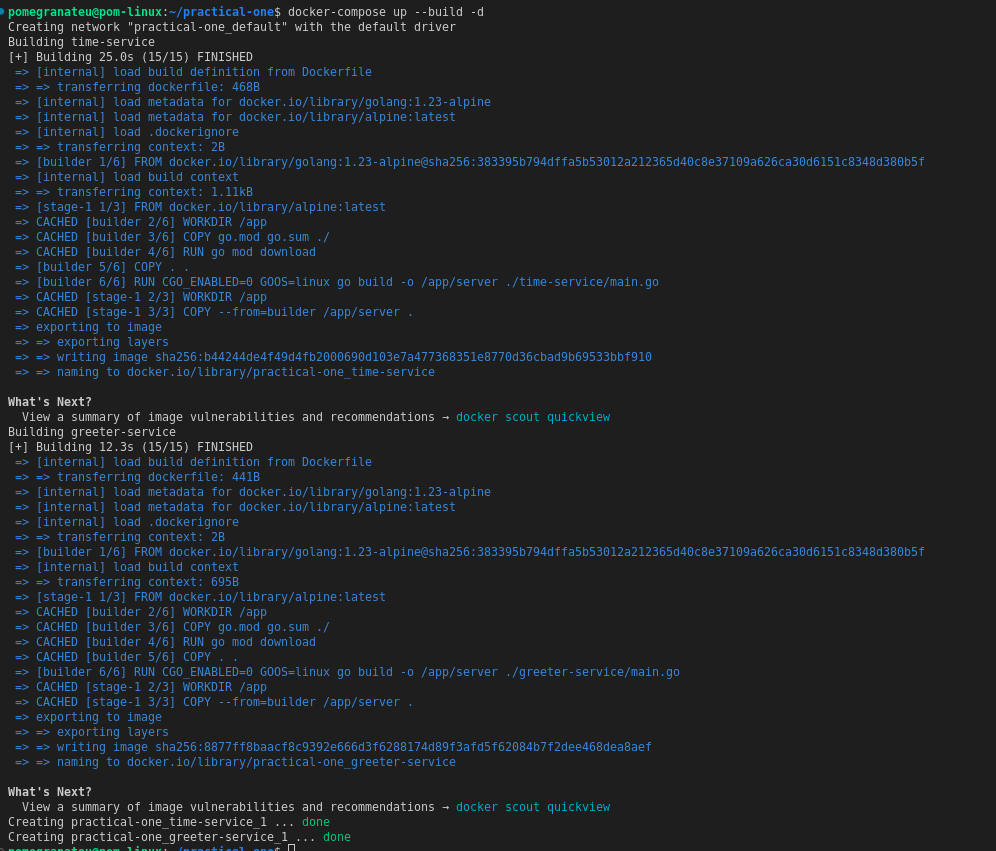 pomegranateu@pom-linux:~/practical-one$ docker-compose up --build -d
Creating network "practical-one_default" with the default driver
Building time-service
[+] Building 25.0s (15/15) FINISHED
=> [internal] load build definition from Dockerfile
=> => transferring dockerfile: 468B
=> [internal] load metadata for docker.io/library/golang:1.23-alpine
=> [internal] load metadata for docker.io/library/alpine:latest
=> [internal] load .dockerignore
=> => transferring context: 2B
=> [builder 1/6] FROM docker.io/library/golang:1.23-alpine@sha256:383395b794dffa5b53012a212365d40c8e37109a626ca30d6151c8348d380b5f
=> [internal] load build context
=> => transferring context: 1.11kB
=> [stage-1 1/3] FROM docker.io/library/alpine:latest
=> CACHED [builder 2/6] WORKDIR /app
=> CACHED [builder 3/6] COPY go.mod go.sum ./
=> CACHED [builder 4/6] RUN go mod download
=> [builder 5/6] COPY . .
=> [builder 6/6] RUN CGO_ENABLED=0 GOOS=linux go build -o /app/server ./time-service/main.go
=> CACHED [stage-1 2/3] WORKDIR /app
=> CACHED [stage-1 3/3] COPY --from=builder /app/server .
=> exporting to image
=> => exporting layers
=> => writing image sha256:b44244de4f49d4fb2000690d103e7a477368351e8770d36cbad9b69533bbf910
=> => naming to docker.io/library/practical-one_time-service
What's Next?
View a summary of image vulnerabilities and recommendations → docker scout quickview
Building greeter-service
[+] Building 12.3s (15/15) FINISHED
=> [internal] load build definition from Dockerfile
=> => transferring dockerfile: 441B
=> [internal] load metadata for docker.io/library/golang:1.23-alpine
=> [internal] load metadata for docker.io/library/alpine:latest
=> [internal] load .dockerignore
=> => transferring context: 2B
=> [builder 1/6] FROM docker.io/library/golang:1.23-alpine@sha256:383395b794dffa5b53012a212365d40c8e37109a626ca30d6151c8348d380b5f
=> [internal] load build context
=> => transferring context: 695B
=> [stage-1 1/3] FROM docker.io/library/alpine:latest
=> CACHED [builder 2/6] WORKDIR /app
=> CACHED [builder 3/6] COPY go.mod go.sum ./
=> CACHED [builder 4/6] RUN go mod download
=> CACHED [builder 5/6] COPY . .
=> [builder 6/6] RUN CGO_ENABLED=0 GOOS=linux go build -o /app/server ./greeter-service/main.go
=> CACHED [stage-1 2/3] WORKDIR /app
=> CACHED [stage-1 3/3] COPY --from=builder /app/server .
=> exporting to image
=> => exporting layers
=> => writing image sha256:8877ff8baacf8c9392e666d3f6288174d89f3afd5f62084b7f2dee468dea8aef
=> => naming to docker.io/library/practical-one_greeter-service
What's Next?
View a summary of image vulnerabilities and recommendations → docker scout quickview
Creating practical-one_time-service_1 ... done
Creating practical-one_greeter-service_1 ... done
pomegranateu@pom-linux:~/practical-one$